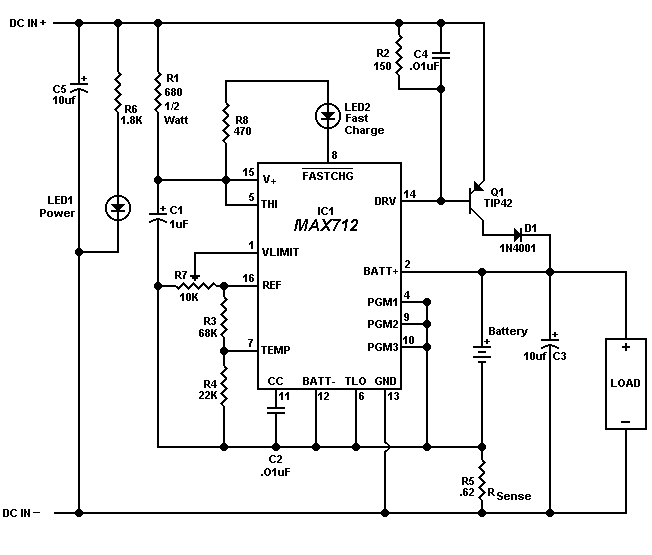 DC IN +
C5
+
10uf
R6
1.8K
R1
680
1/2
Watt
R8
470
LED2
Fast
Charge
R2
150
C4
.01uF
LED1
Power
+
C1
1uF
15
V+
5
THI
8
FASTCHG
IC1
MAX712
DRV
14
Q1
TIP42
D1
1N4001
1
VLIMIT
R7
10K
16
REF
BATT+
2
R3
68K
PGM1
4
PGM2
9
PGM3
10
7
TEMP
R4
22K
CC
BATT-
TLO
GND
11
12
6
13
C2
.01uF
Battery
+
+
10uf
C3
+
LOAD
−
R5
.62
R Sense
DC IN −